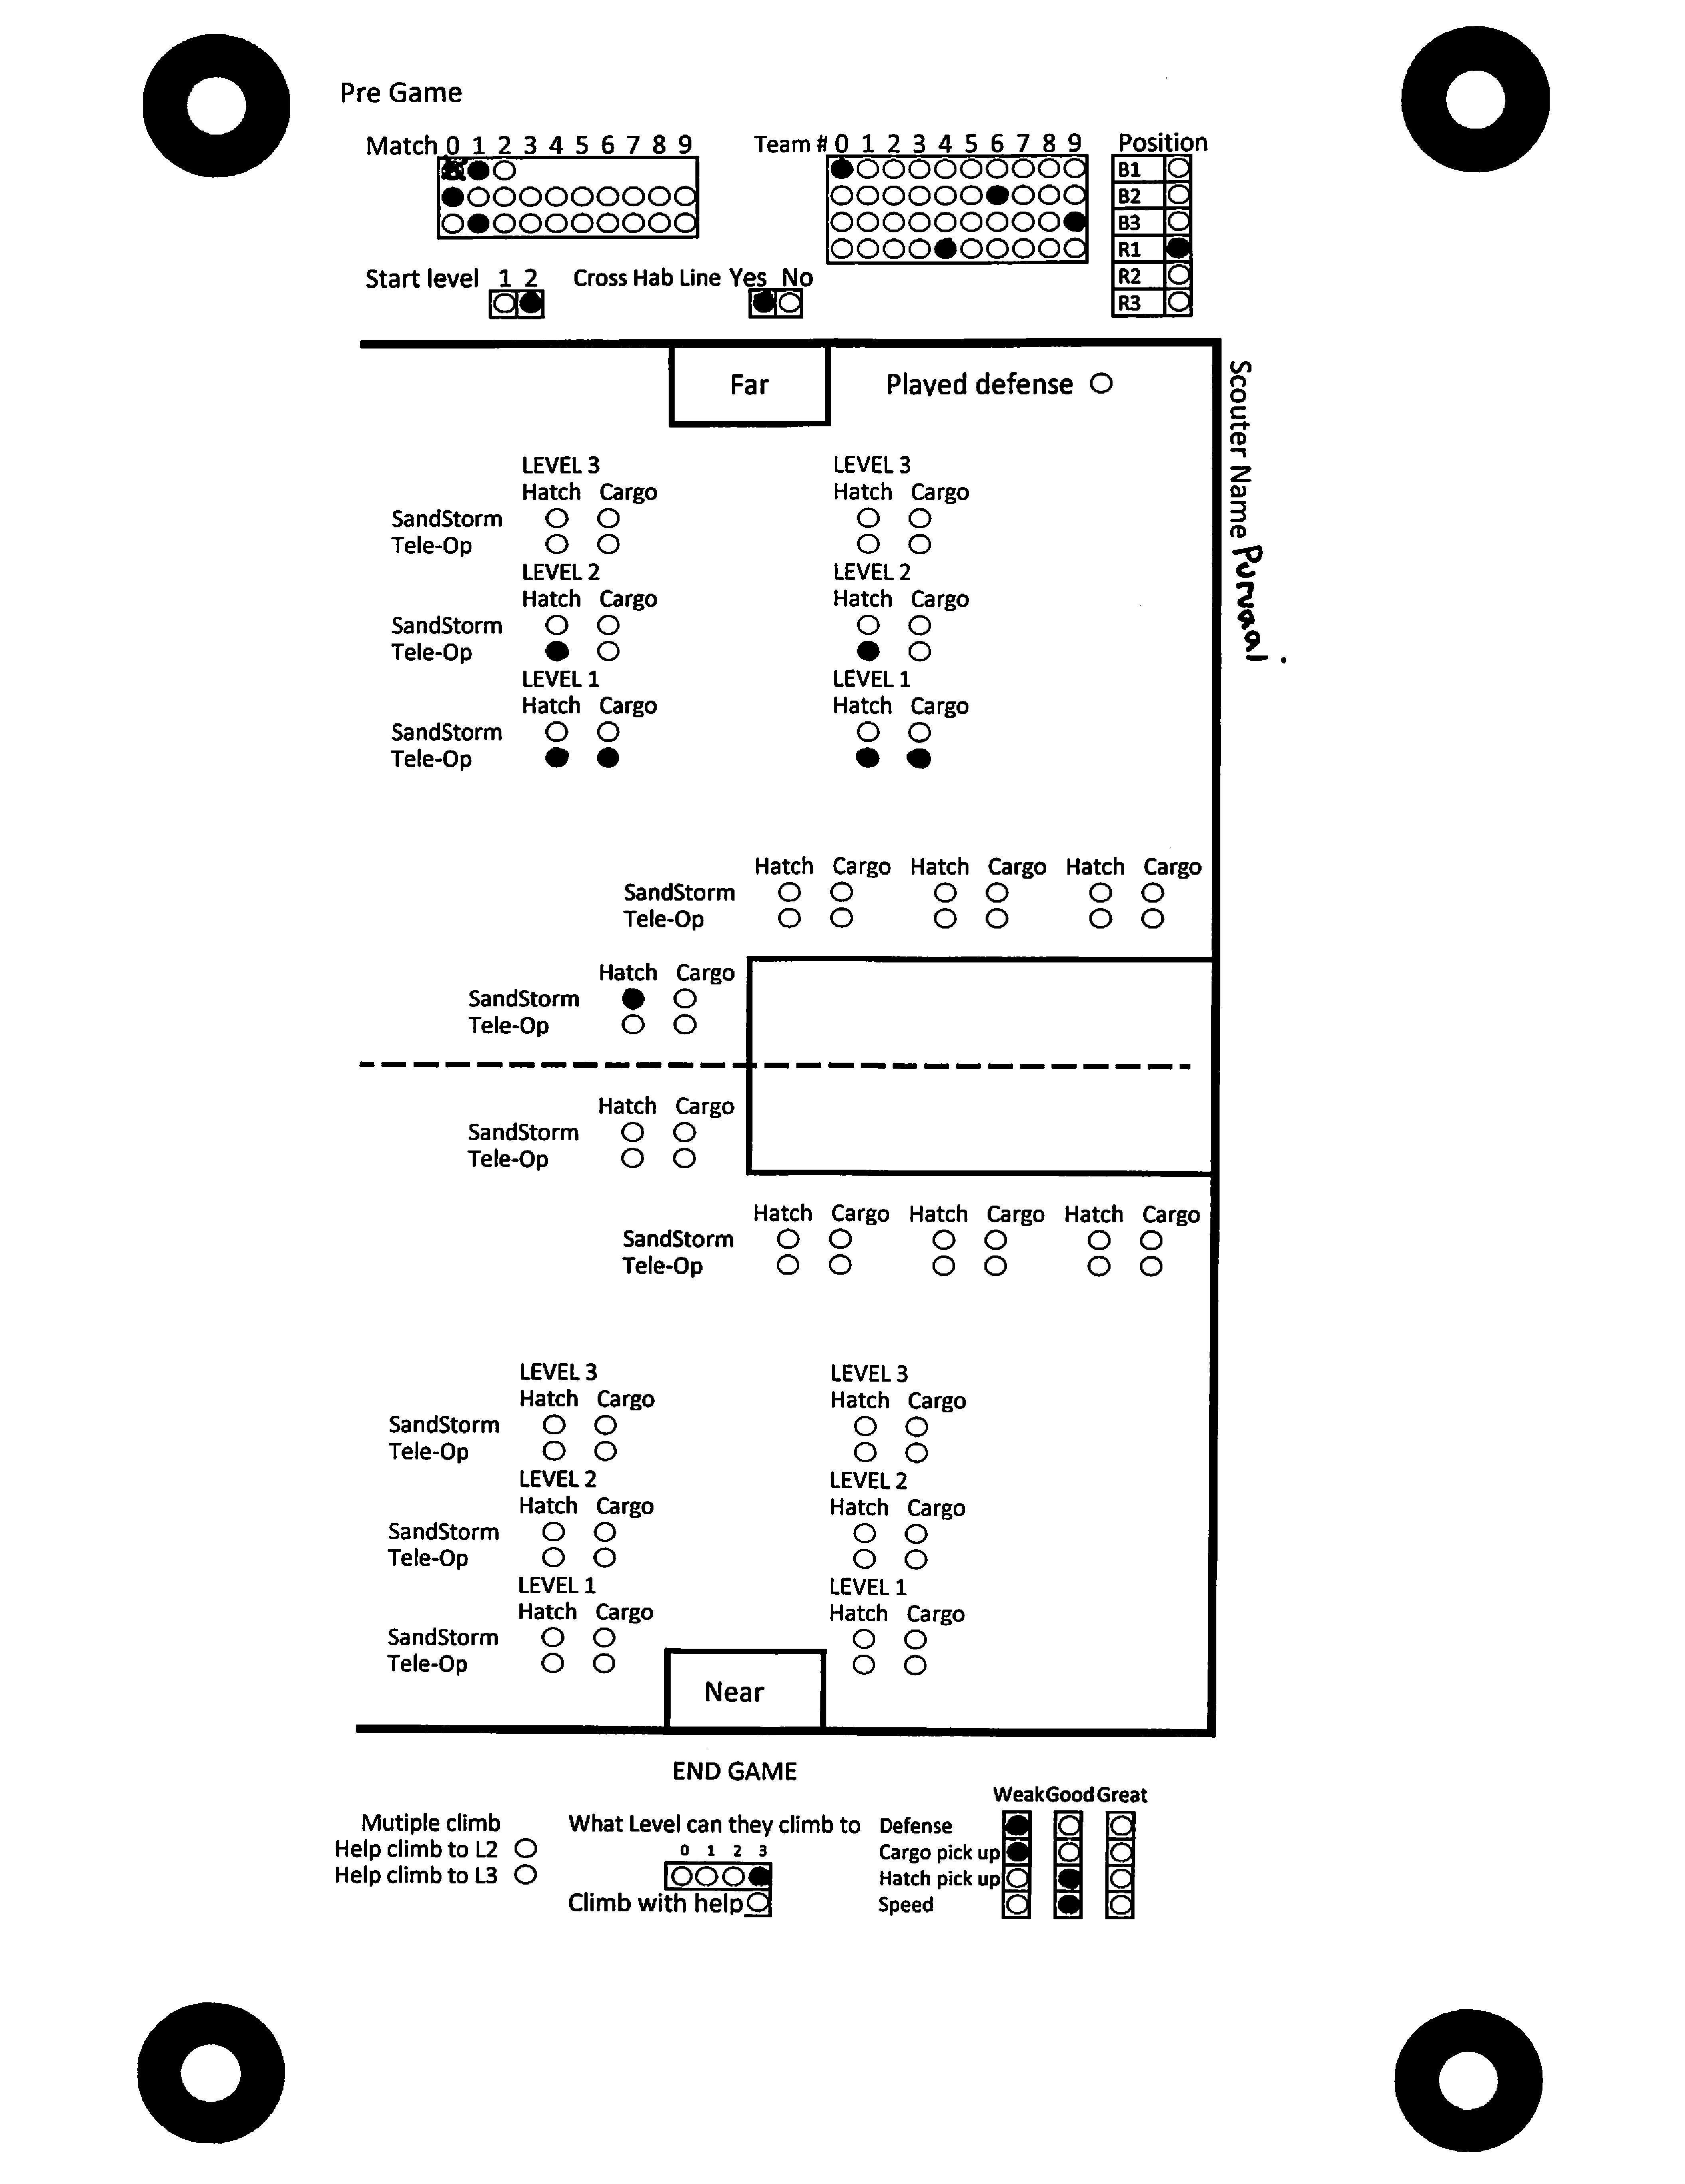 Pre Game
Match 0 1 2 3 4 5 6 7 8 9 Team # 0 1 2 3 4 5 6 7 8 9 Position
B1
B2
B3
R1
R2
R3
Start level 1 2 Cross Hab Line Yes No
Far Played defense
Scouter Name Purvaaj
LEVEL 3 LEVEL 3
Hatch Cargo Hatch Cargo
SandStorm
Tele-Op
LEVEL 2 LEVEL 2
Hatch Cargo Hatch Cargo
SandStorm
Tele-Op
LEVEL 1 LEVEL 1
Hatch Cargo Hatch Cargo
SandStorm
Tele-Op
Hatch Cargo Hatch Cargo Hatch Cargo
SandStorm
Tele-Op
Hatch Cargo
SandStorm
Tele-Op
Hatch Cargo
SandStorm
Tele-Op
Hatch Cargo Hatch Cargo Hatch Cargo
SandStorm
Tele-Op
LEVEL 3 LEVEL 3
Hatch Cargo Hatch Cargo
SandStorm
Tele-Op
LEVEL 2 LEVEL 2
Hatch Cargo Hatch Cargo
SandStorm
Tele-Op
LEVEL 1 LEVEL 1
Hatch Cargo Hatch Cargo
SandStorm
Tele-Op
Near
END GAME
Weak Good Great
Mutiple climb What Level can they climb to Defense
Help climb to L2 0 1 2 3 Cargo pick up
Help climb to L3 Hatch pick up
Climb with help Speed